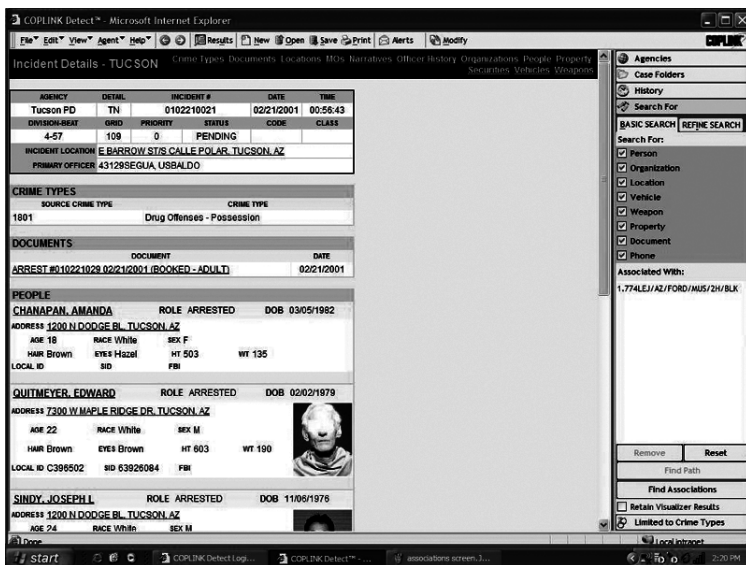 COPLINK Detect™ - Microsoft Internet Explorer
File Edit View Agent Help Results New Open Save Print Alerts Modify COPLINK
Incident Details - TUCSON
Crime Types Documents Locations MOs Narratives Officer History Organizations People Property
Securities Vehicles Weapons
AGENCY DETAIL INCIDENT # DATE TIME
Tucson PD TN 0102210021 02/21/2001 00:56:43
DIVISION-BEAT GRID PRIORITY STATUS CODE CLASS
4-57 109 0 PENDING
INCIDENT LOCATION E BARROW ST/S CALLE POLAR, TUCSON, AZ
PRIMARY OFFICER 43129SEGUA, USBALDO
CRIME TYPES
SOURCE CRIME TYPE CRIME TYPE
1801 Drug Offenses - Possession
DOCUMENTS
DOCUMENT DATE
ARREST #010221029 02/21/2001 (BOOKED - ADULT) 02/21/2001
PEOPLE
CHANAPAN, AMANDA ROLE ARRESTED DOB 03/05/1982
ADDRESS 1200 N DODGE BL, TUCSON, AZ
AGE 18 RACE White SEX F
HAIR Brown EYES Hazel HT 503 WT 135
LOCAL ID SID FBI
QUITMEYER, EDWARD ROLE ARRESTED DOB 02/02/1979
ADDRESS 7300 W MAPLE RIDGE DR, TUCSON, AZ
AGE 22 RACE White SEX M
HAIR Brown EYES Brown HT 603 WT 190
LOCAL ID C396502 SID 63926084 FBI
SINDY, JOSEPH L ROLE ARRESTED DOB 11/06/1976
ADDRESS 1200 N DODGE BL, TUCSON, AZ
AGE 24 RACE White SEX M
Agencies
Case Folders
History
Search For
BASIC SEARCH REFINE SEARCH
Search For:
Person
Organization
Location
Vehicle
Weapon
Property
Document
Phone
Associated With:
1.774LEJ/AZ/FORD/MUS/2H/BLK
Remove Reset
Find Path
Find Associations
Retain Visualizer Results
Limited to Crime Types
Done Local intranet
start COPLINK Detect Logi... COPLINK Detect™ -... associations screen.J... 2:20 PM